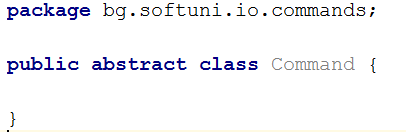 package bg.softuni.io.commands;
public abstract class Command {
}